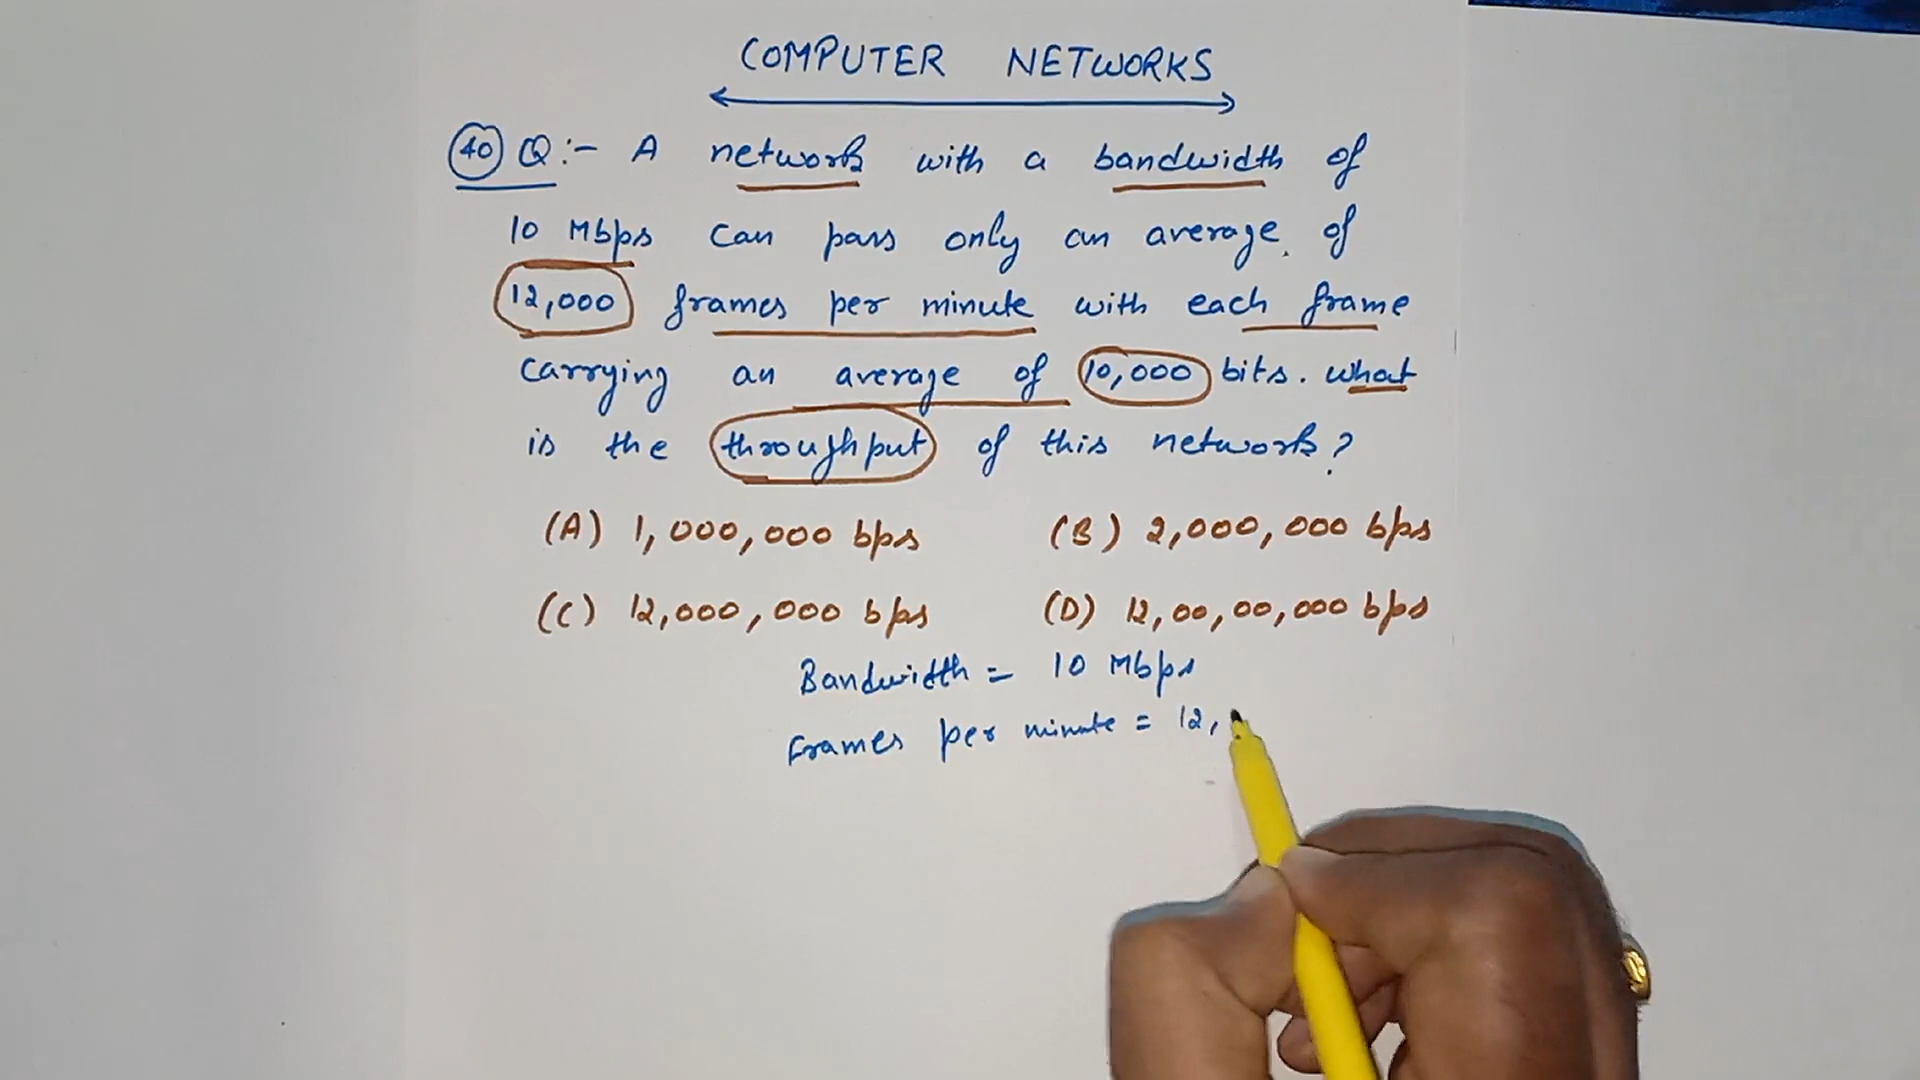 COMPUTER NETWORKS
40 Q:- A network with a bandwidth of
10 Mbps can pass only an average of
12,000 frames per minute with each frame
carrying an average of 10,000 bits. what
is the throughput of this network?
(A) 1,000,000 bps (B) 2,000,000 bps
(C) 12,000,000 bps (D) 12,00,00,000 bps
Bandwidth = 10 Mbps
Frames per minute = 12,